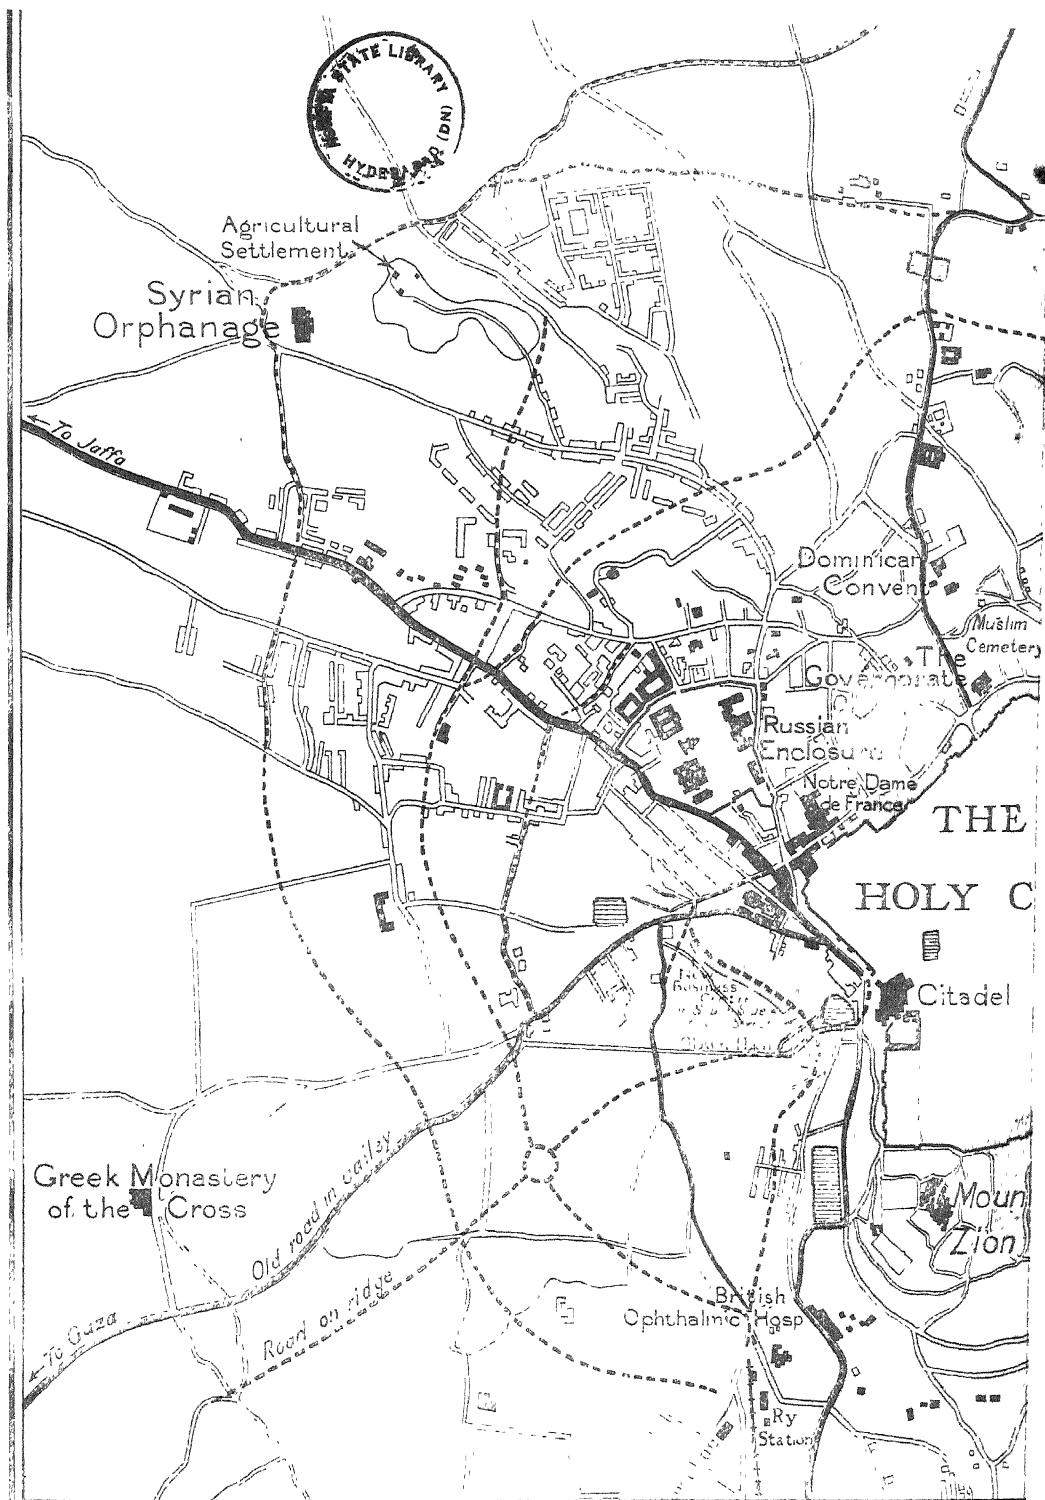 STATE LIBRARY
HYDERABAD (DN)
Agricultural
Settlement
Syrian
Orphanage
To Jaffa
Dominican
Convent
Muslim
Cemetery
The
Governorate
Russian
Enclosure
Notre Dame
de France
THE
HOLY C
New
Business
Citadel
Greek Monastery
of the Cross
Old road in valley
Moun
Zion
Road on ridge
British
Ophthalmic Hosp
To Gaza
Ry
Station